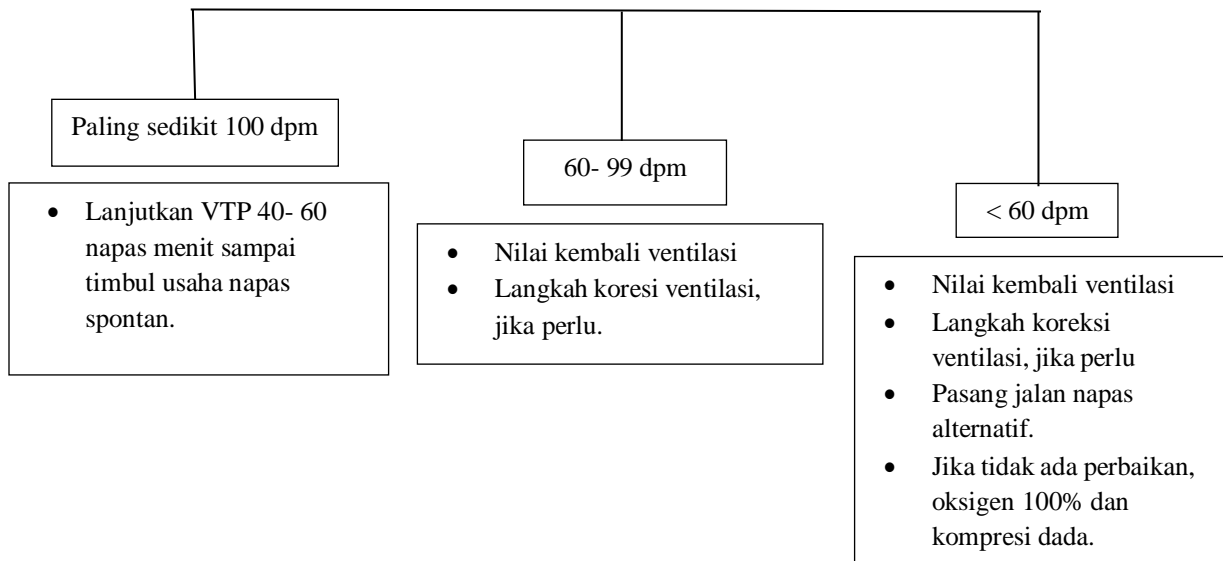 Paling sedikit 100 dpm
• Lanjutkan VTP 40- 60
napas menit sampai
timbul usaha napas
spontan.
60- 99 dpm
• Nilai kembali ventilasi
• Langkah koresi ventilasi,
jika perlu.
< 60 dpm
• Nilai kembali ventilasi
• Langkah koreksi
ventilasi, jika perlu
• Pasang jalan napas
alternatif.
• Jika tidak ada perbaikan,
oksigen 100% dan
kompresi dada.